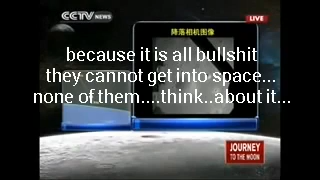 CCTV NEWS
LIVE
降落相机图像
because it is all bullshit
they cannot get into space...
none of them....think..about it...
JOURNEY
TO THE MOON